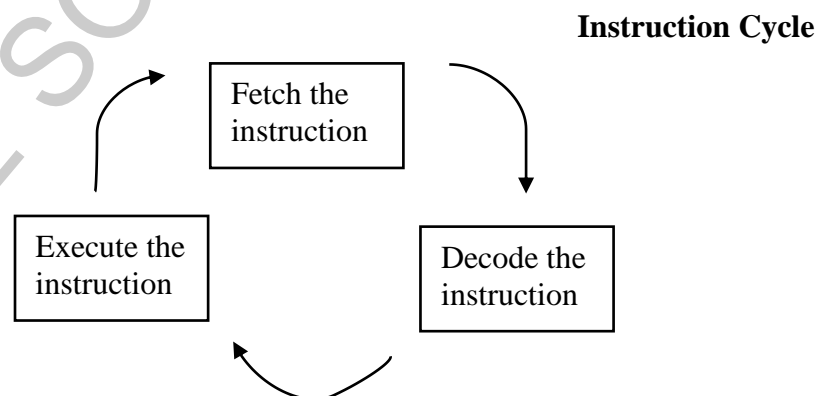 Instruction Cycle
Fetch the
instruction
Decode the
instruction
Execute the
instruction